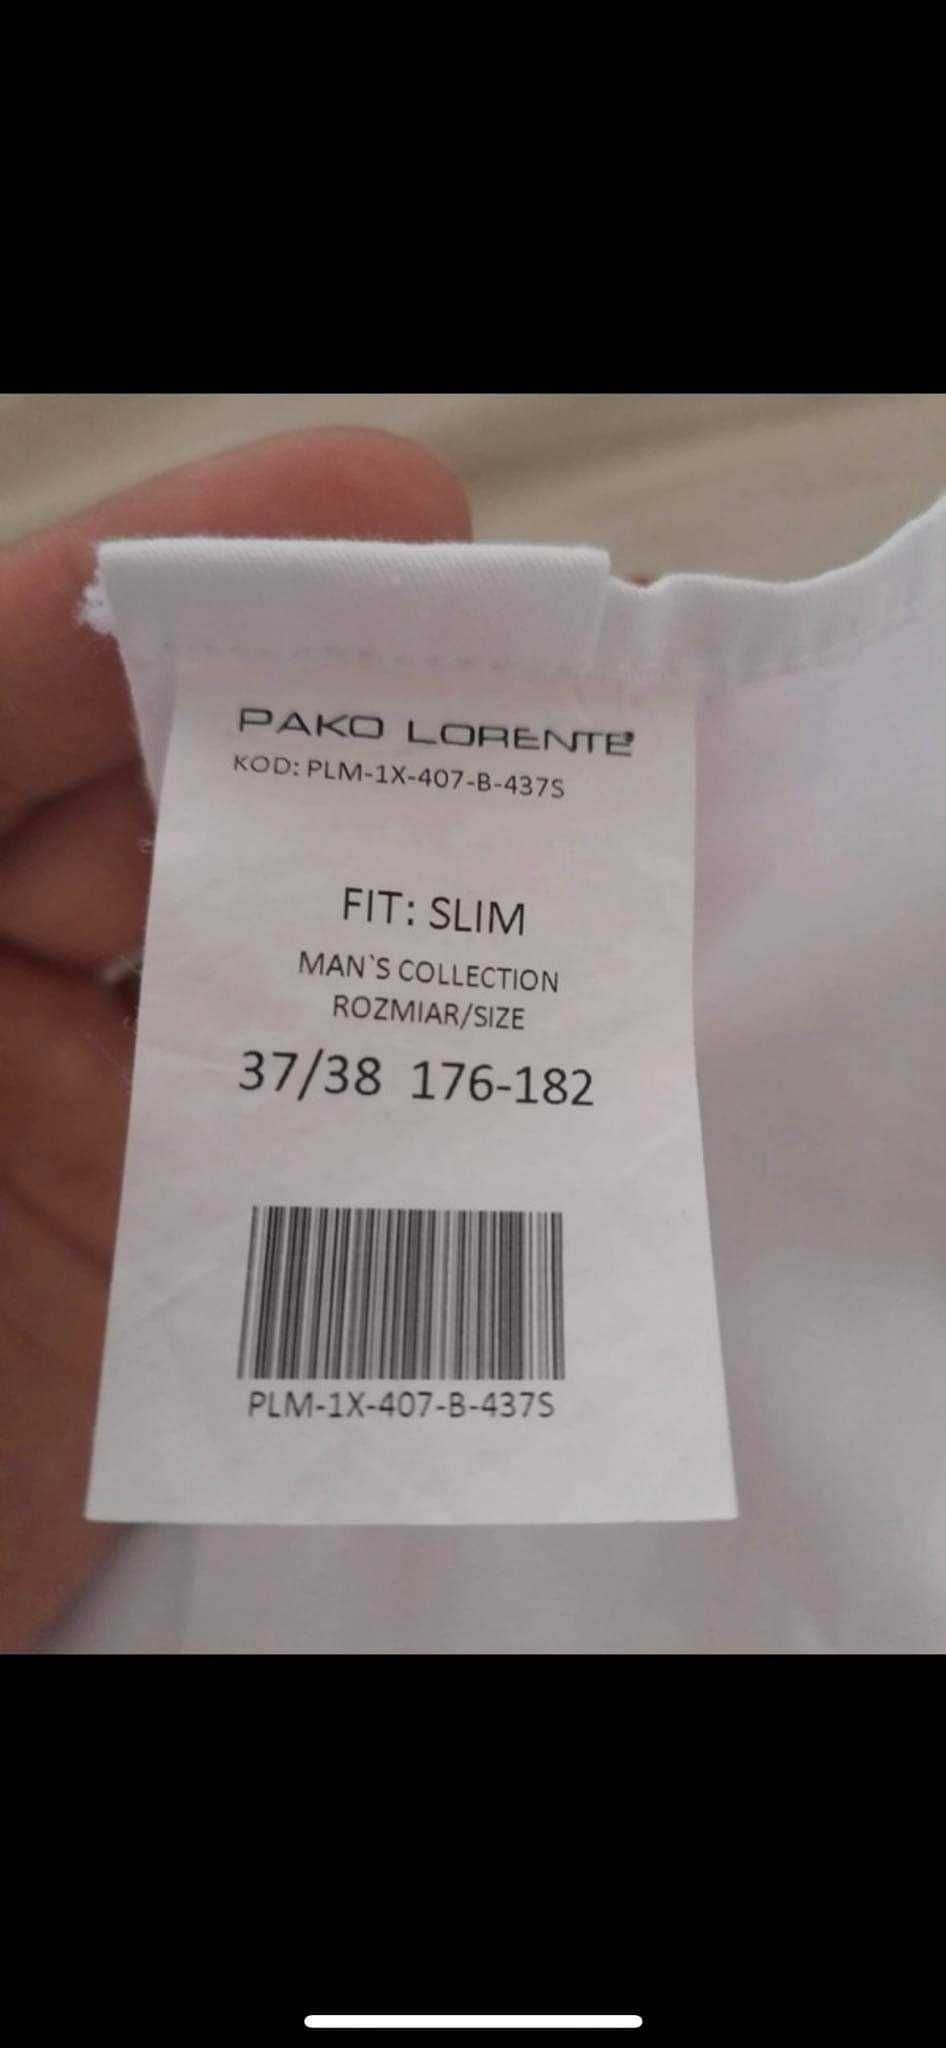 PAKO LORENTE
KOD: PLM-1X-407-B-437S
FIT: SLIM
MAN`S COLLECTION
ROZMIAR/SIZE
37/38 176-182
PLM-1X-407-B-437S